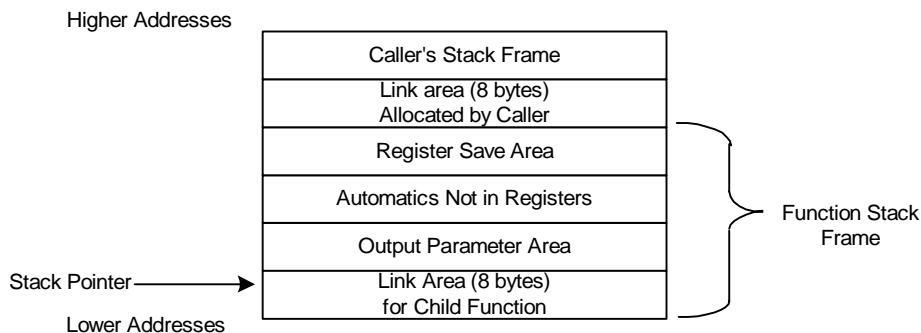 Higher Addresses
Caller's Stack Frame
Link area (8 bytes)
Allocated by Caller
Register Save Area
Automatics Not in Registers
Output Parameter Area
Link Area (8 bytes)
for Child Function
Function Stack
Frame
Stack Pointer
Lower Addresses